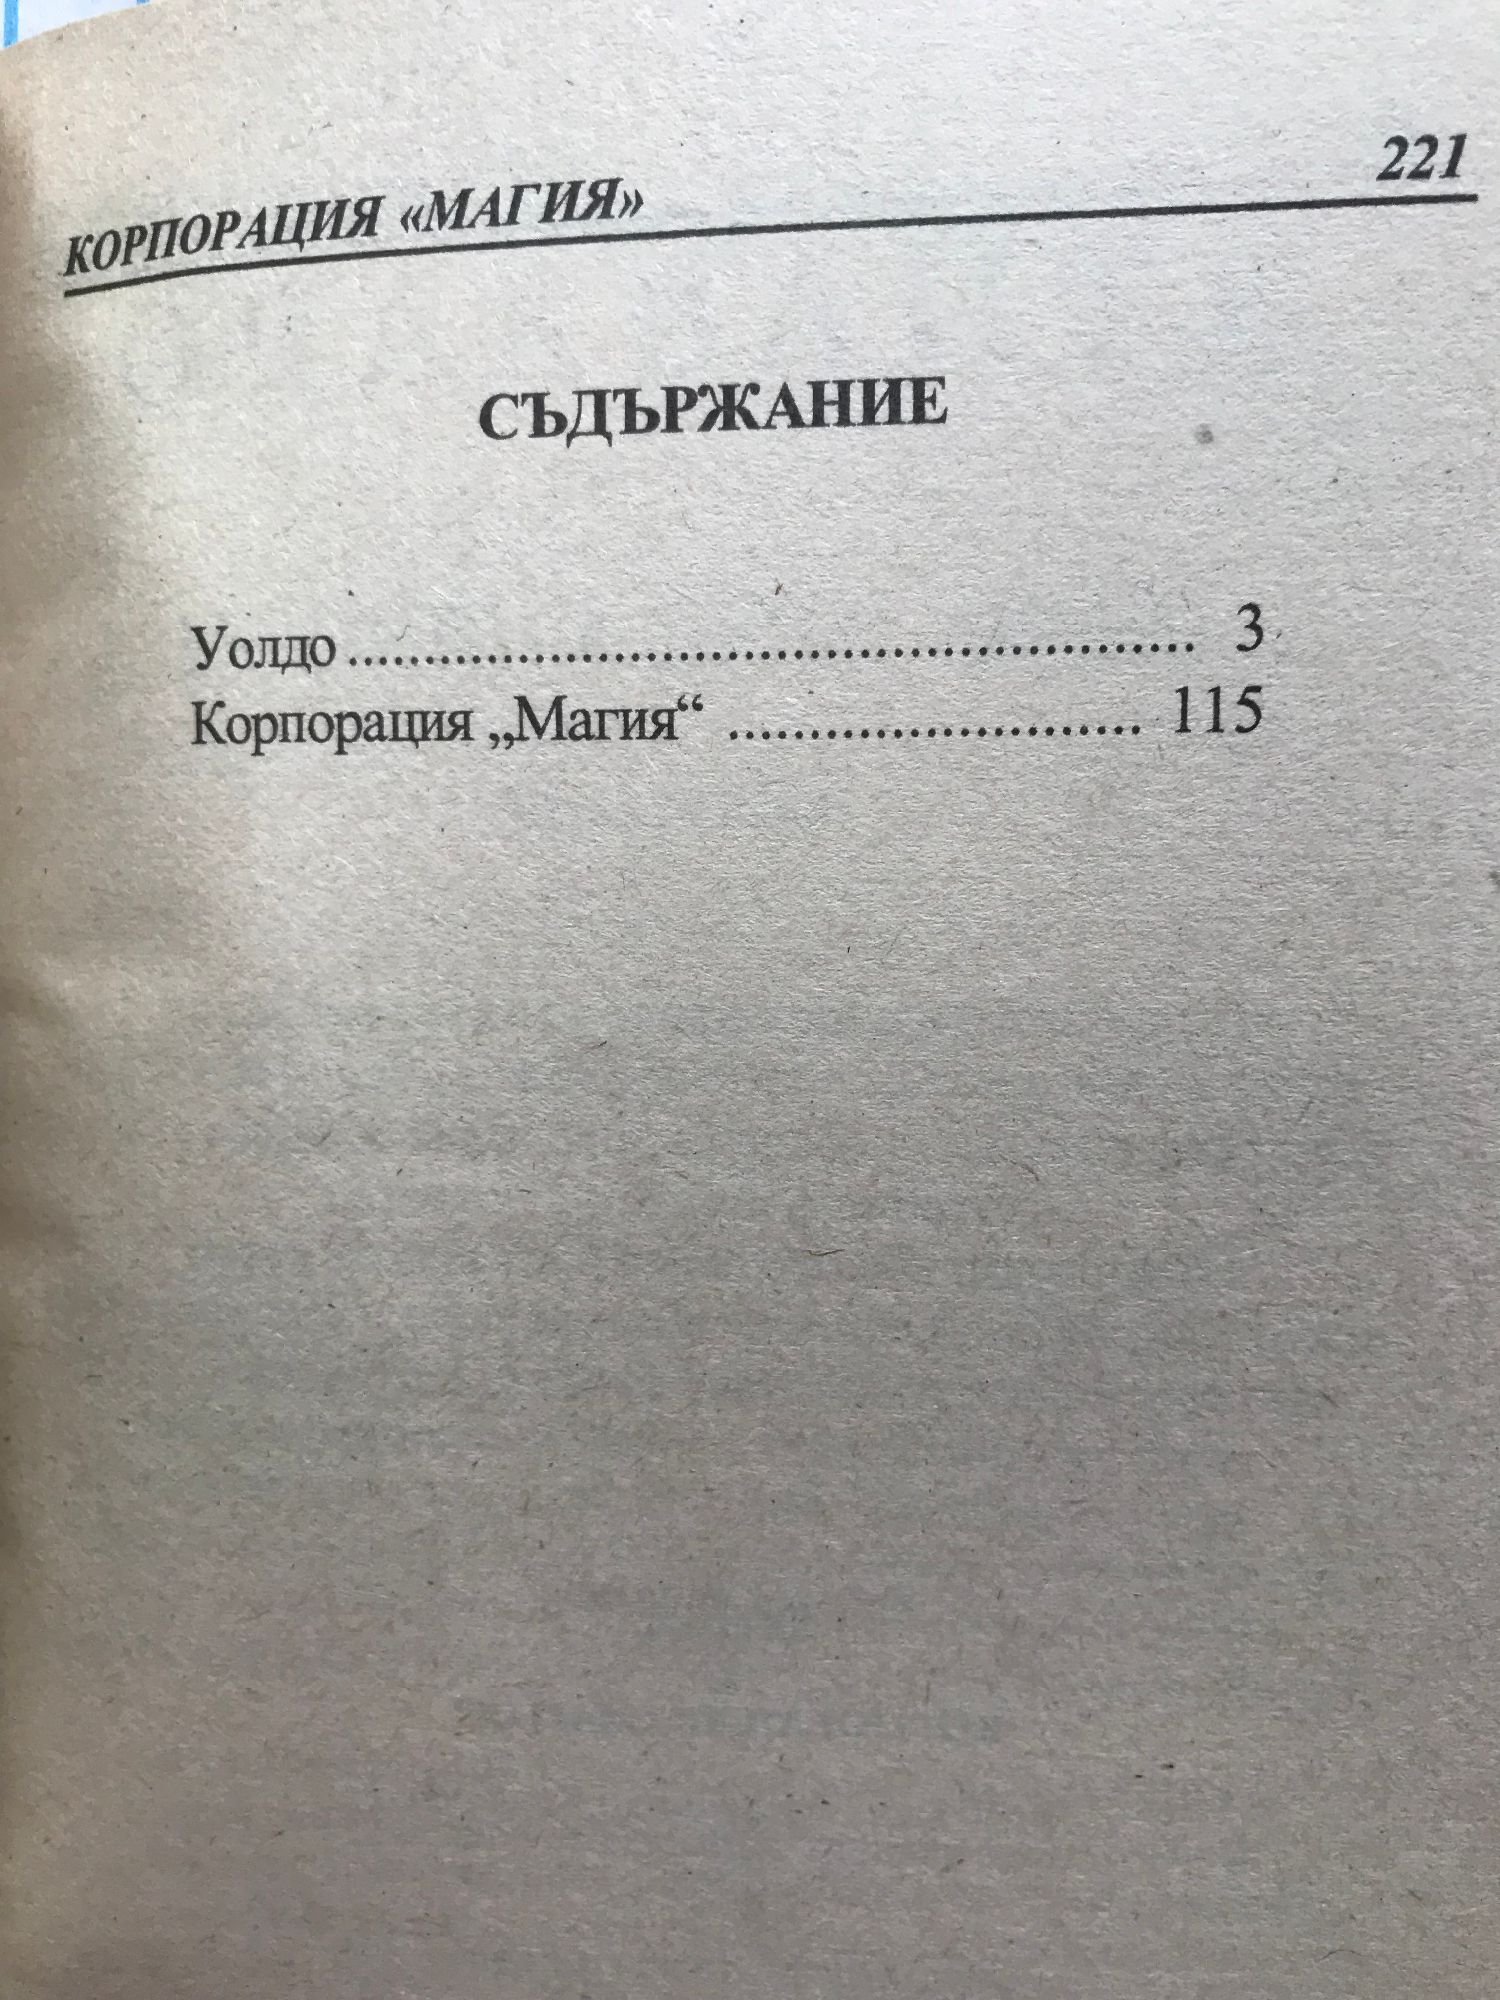 КОРПОРАЦИЯ «МАГИЯ» 221
СЪДЪРЖАНИЕ
Уолдо ........................................................ 3
Корпорация „Магия“ ........................... 115